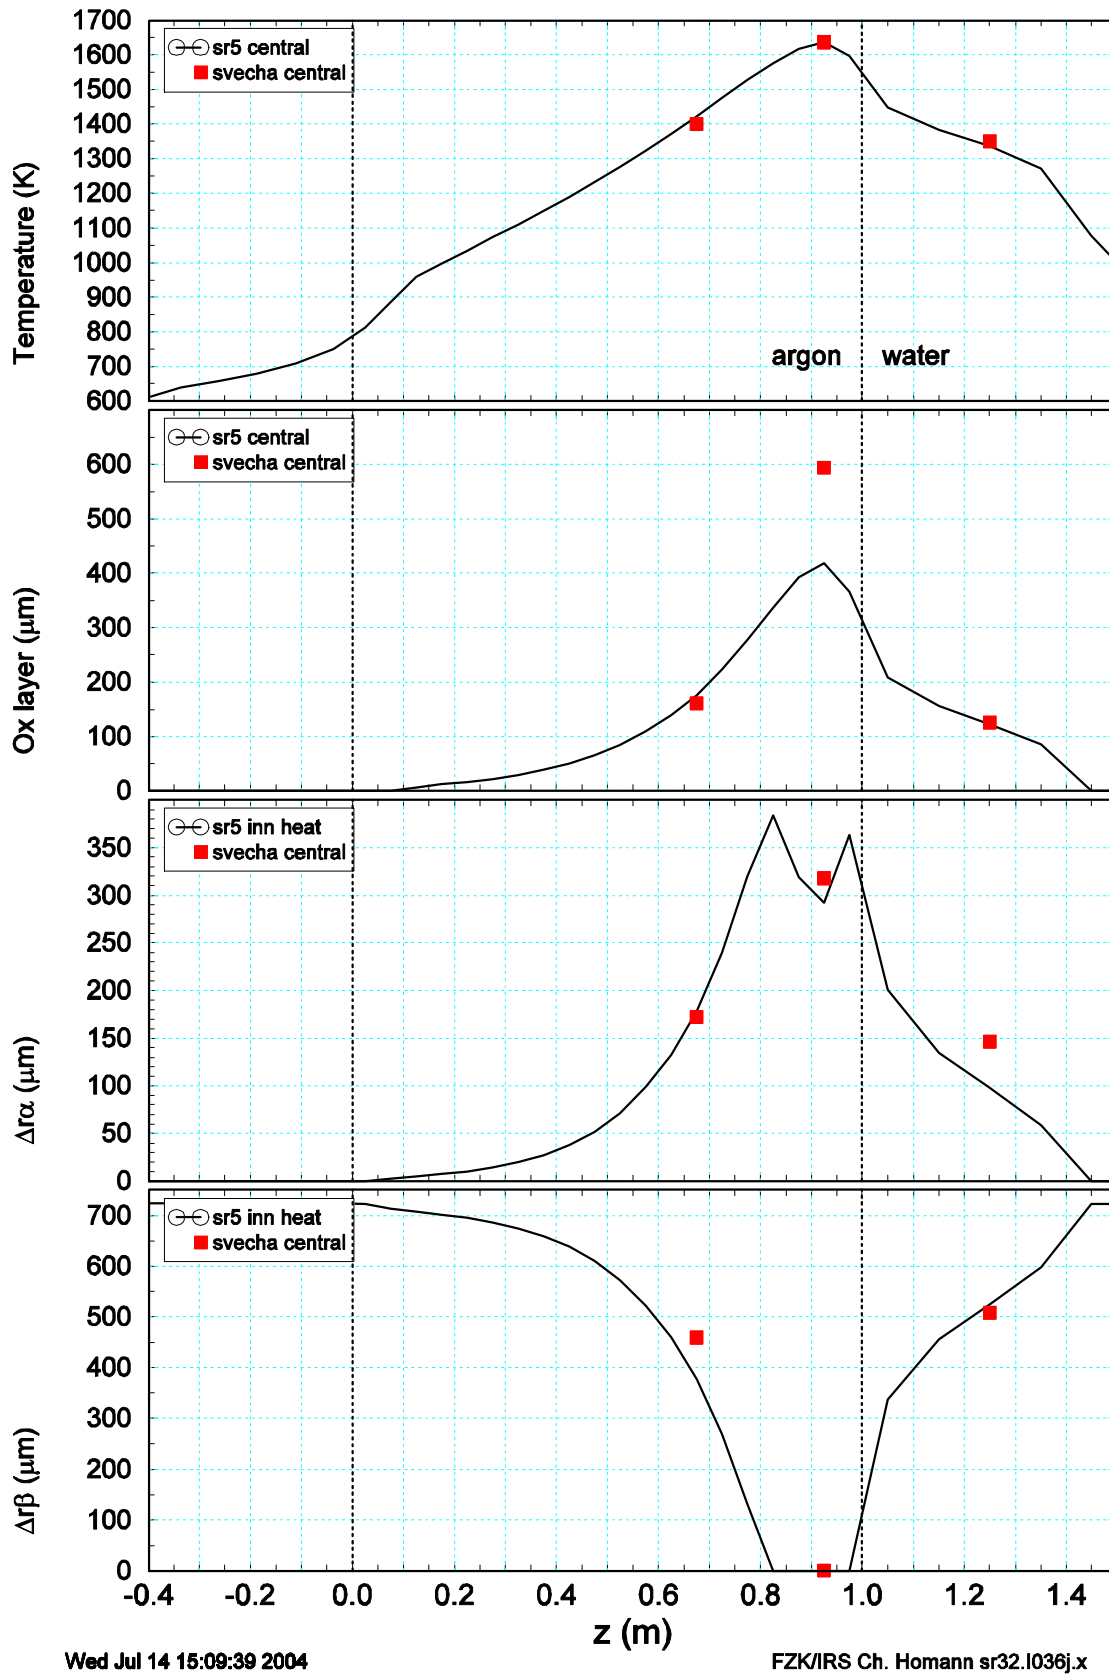 1700
1600
1500
1400
1300
1200
1100
1000
900
800
700
600
Temperature (K)
sr5 central
svecha central
argon
water
600
500
400
300
200
100
0
Ox layer (μm)
sr5 central
svecha central
350
300
250
200
150
100
50
0
Δrα (μm)
sr5 inn heat
svecha central
700
600
500
400
300
200
100
0
Δrβ (μm)
sr5 inn heat
svecha central
-0.4 -0.2 0.0 0.2 0.4 0.6 0.8 1.0 1.2 1.4
z (m)
Wed Jul 14 15:09:39 2004
FZK/IRS Ch. Homann sr32.l036j.x